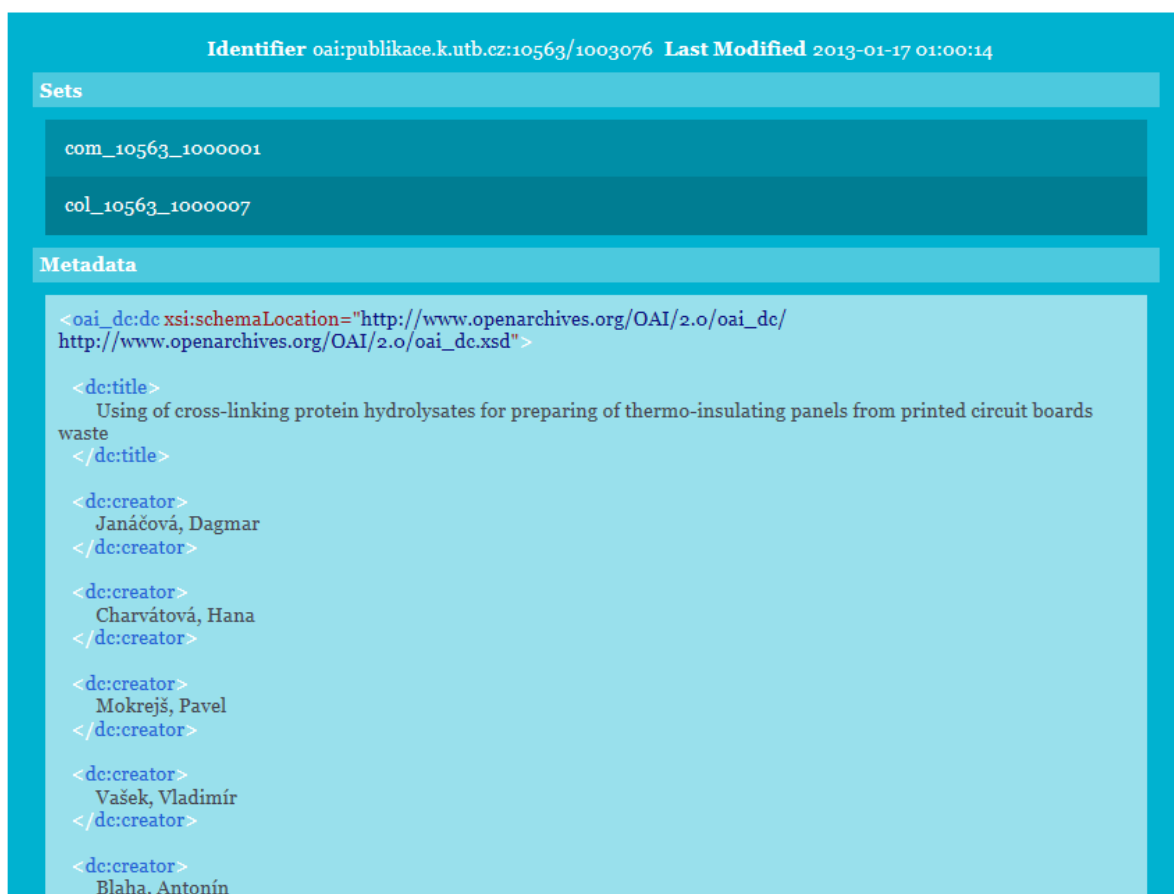 Identifier oai:publikace.k.utb.cz:10563/1003076 Last Modified 2013-01-17 01:00:14
Sets
com_10563_1000001
col_10563_1000007
Metadata
<oai_dc:dc xsi:schemaLocation="http://www.openarchives.org/OAI/2.0/oai_dc/
http://www.openarchives.org/OAI/2.0/oai_dc.xsd">
<dc:title>
Using of cross-linking protein hydrolysates for preparing of thermo-insulating panels from printed circuit boards
waste
</dc:title>
<dc:creator>
Janáčová, Dagmar
</dc:creator>
<dc:creator>
Charvátová, Hana
</dc:creator>
<dc:creator>
Mokrejš, Pavel
</dc:creator>
<dc:creator>
Vašek, Vladimír
</dc:creator>
<dc:creator>
Blaha, Antonín